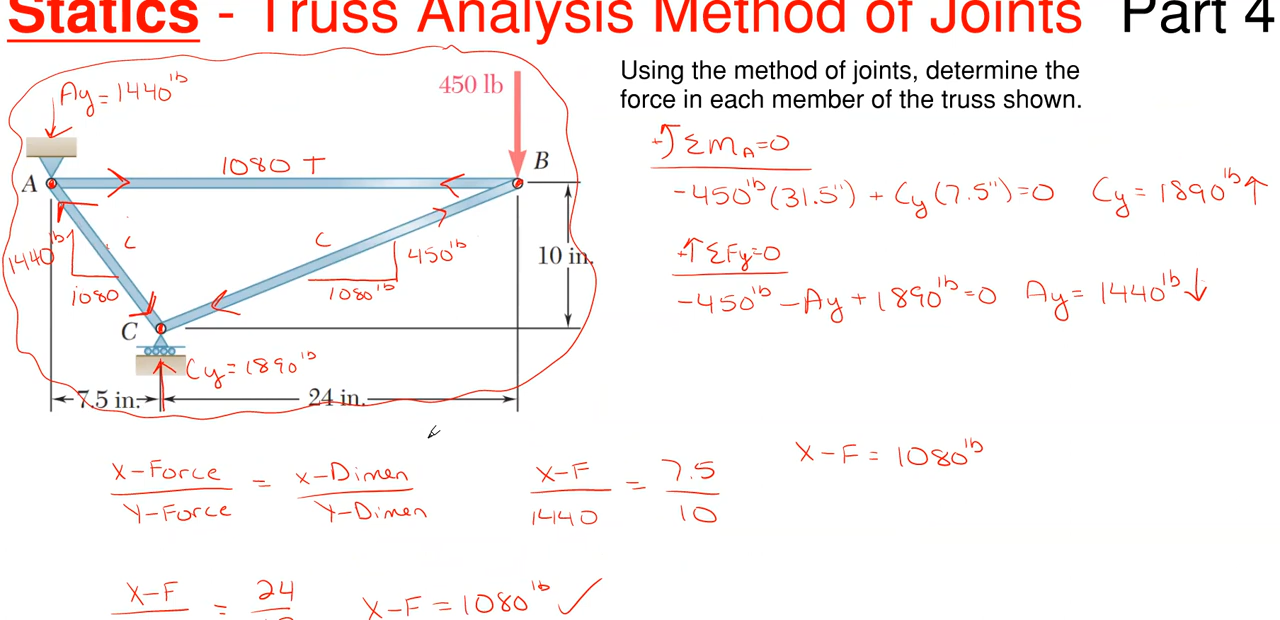 Statics - Truss Analysis Method of Joints Part 4
Using the method of joints, determine the
force in each member of the truss shown.
Ay = 1440 lb
450 lb
1080 T
A
B
C
C
C
1440 lb
1080
450 lb
1080 lb
10 in.
Cy = 1890 lb
7.5 in.
24 in.
+ ΣM_A = 0
-450 lb (31.5") + Cy (7.5") = 0 Cy = 1890 lb ↑
+↑ ΣFy = 0
-450 lb - Ay + 1890 lb = 0 Ay = 1440 lb ↓
X-Force / Y-Force = X-Dimen / Y-Dimen
X-F / 1440 = 7.5 / 10
X-F = 1080 lb
X-F = 24
X-F = 1080 lb ✓